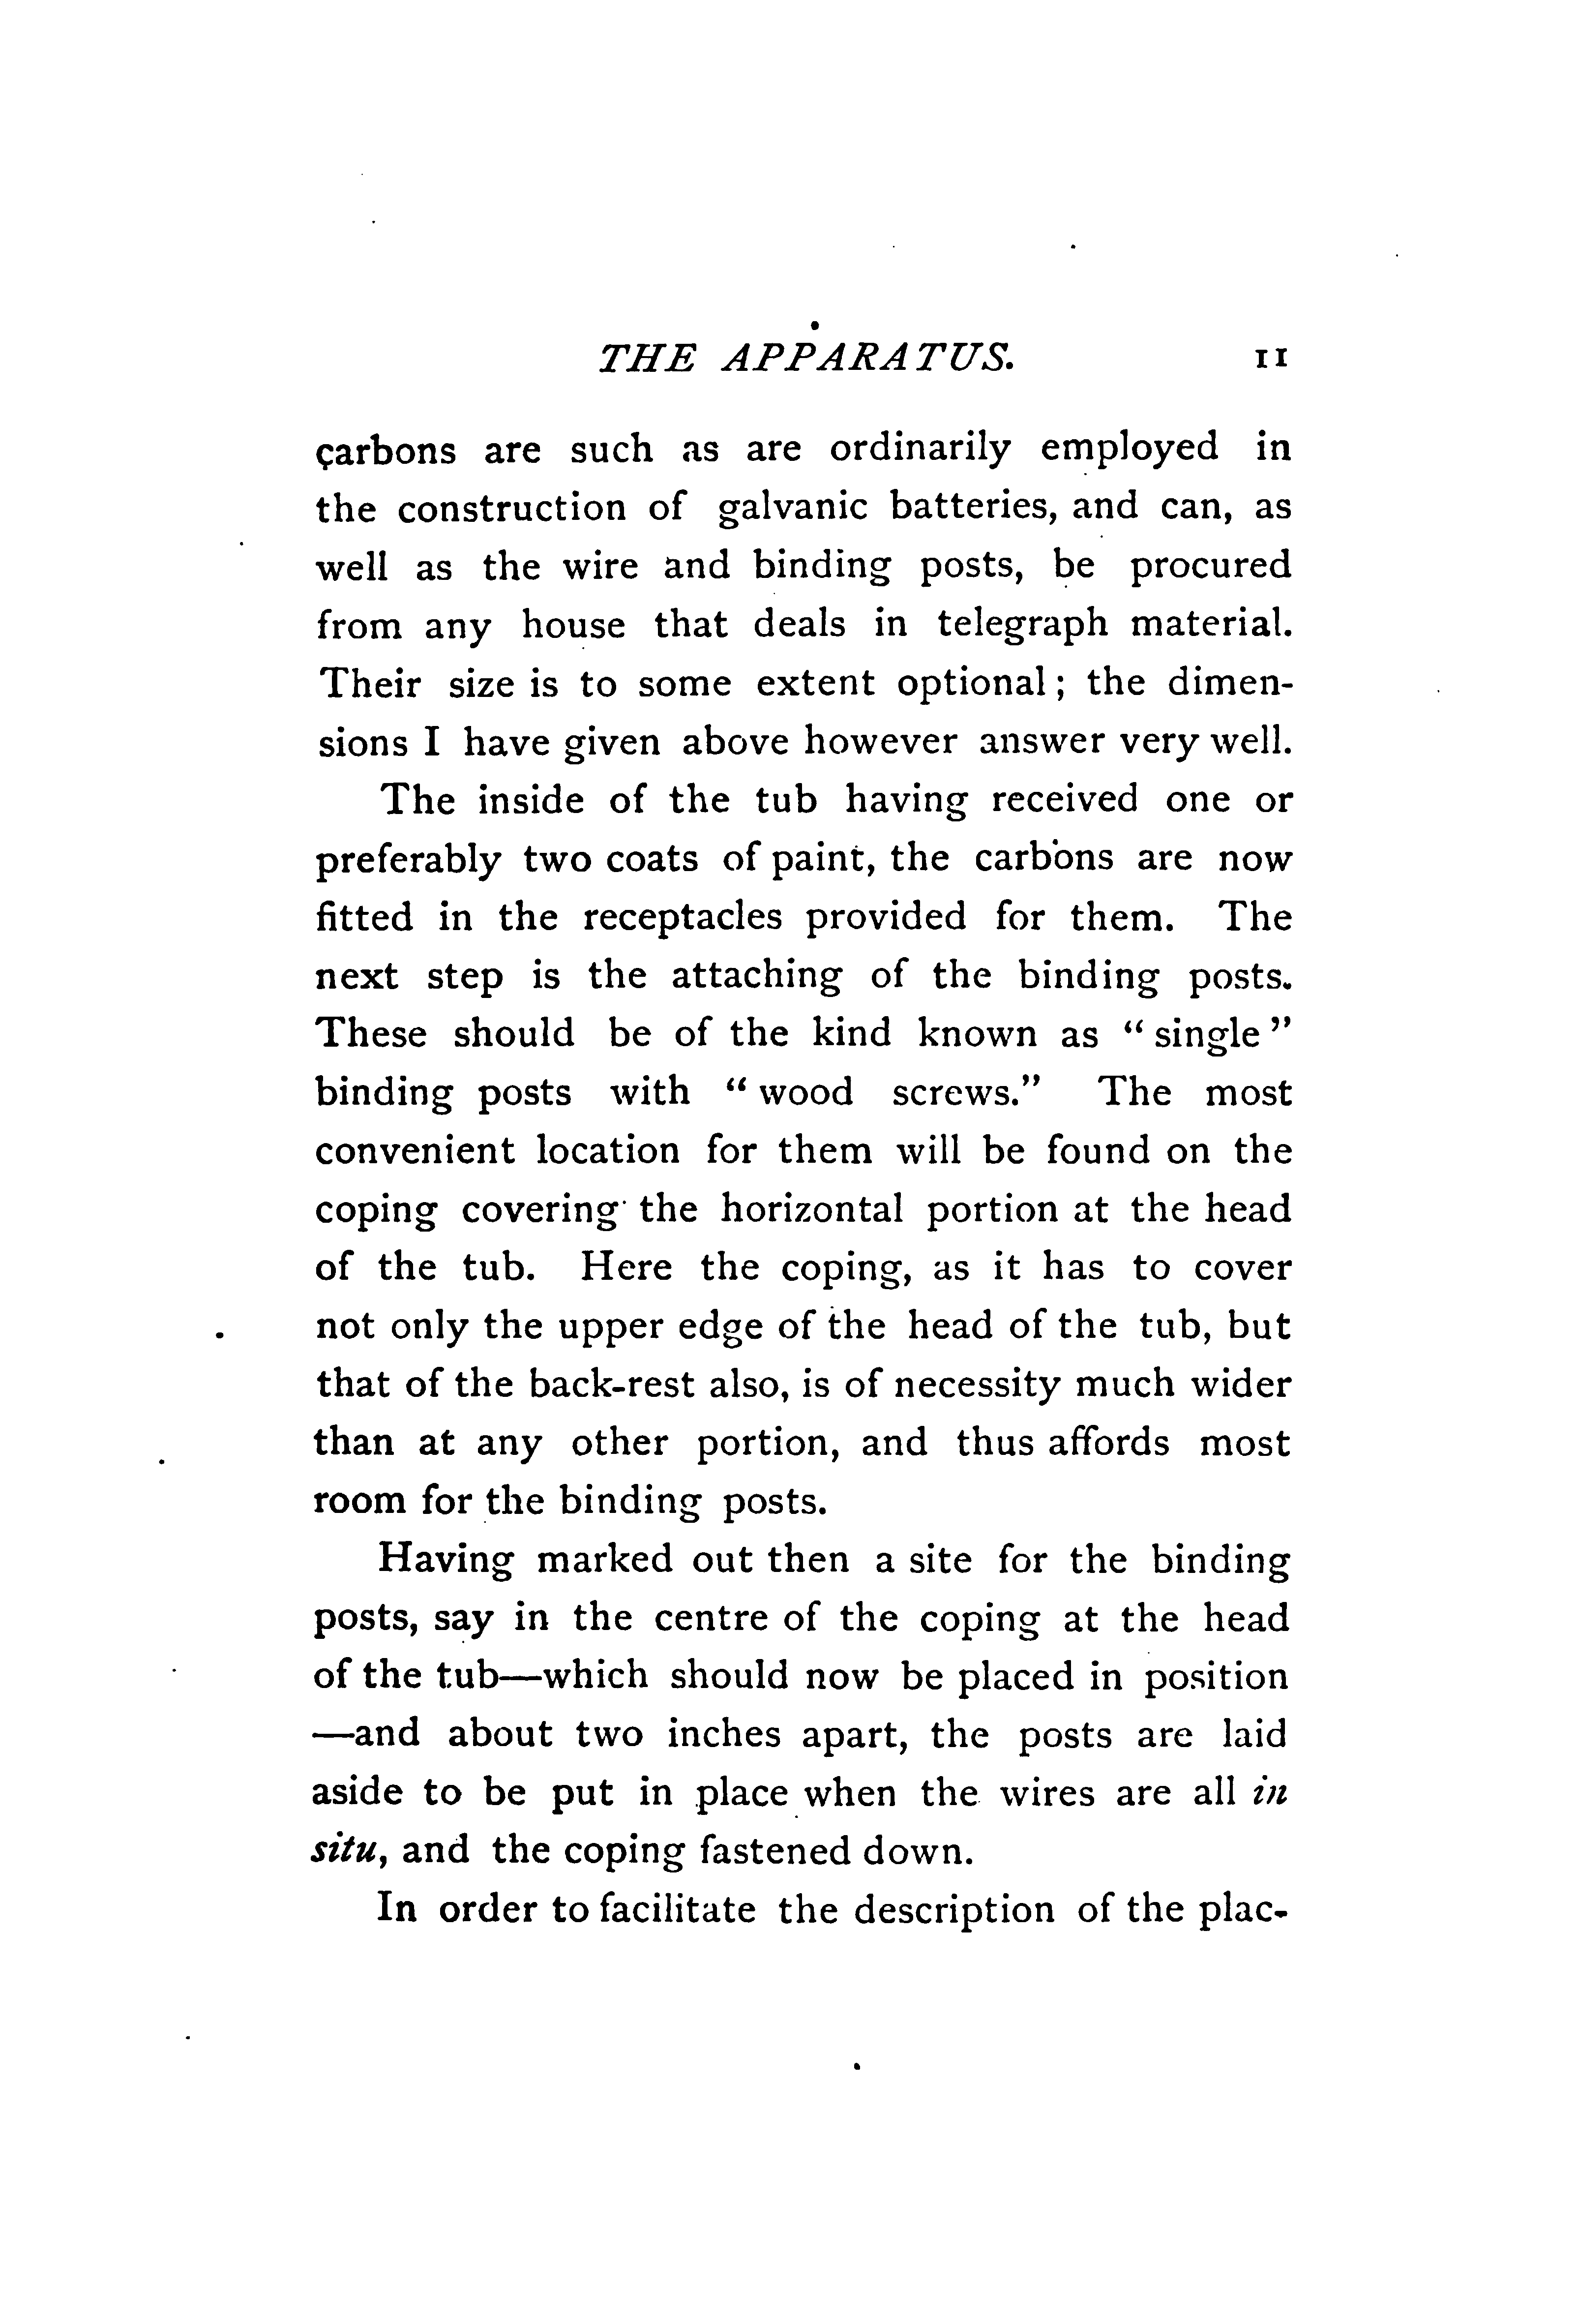 THE APPARATUS. 11
carbons are such as are ordinarily employed in
the construction of galvanic batteries, and can, as
well as the wire and binding posts, be procured
from any house that deals in telegraph material.
Their size is to some extent optional; the dimen-
sions I have given above however answer very well.
The inside of the tub having received one or
preferably two coats of paint, the carbons are now
fitted in the receptacles provided for them. The
next step is the attaching of the binding posts.
These should be of the kind known as "single"
binding posts with "wood screws." The most
convenient location for them will be found on the
coping covering the horizontal portion at the head
of the tub. Here the coping, as it has to cover
not only the upper edge of the head of the tub, but
that of the back-rest also, is of necessity much wider
than at any other portion, and thus affords most
room for the binding posts.
Having marked out then a site for the binding
posts, say in the centre of the coping at the head
of the tub—which should now be placed in position
—and about two inches apart, the posts are laid
aside to be put in place when the wires are all in
situ, and the coping fastened down.
In order to facilitate the description of the plac-